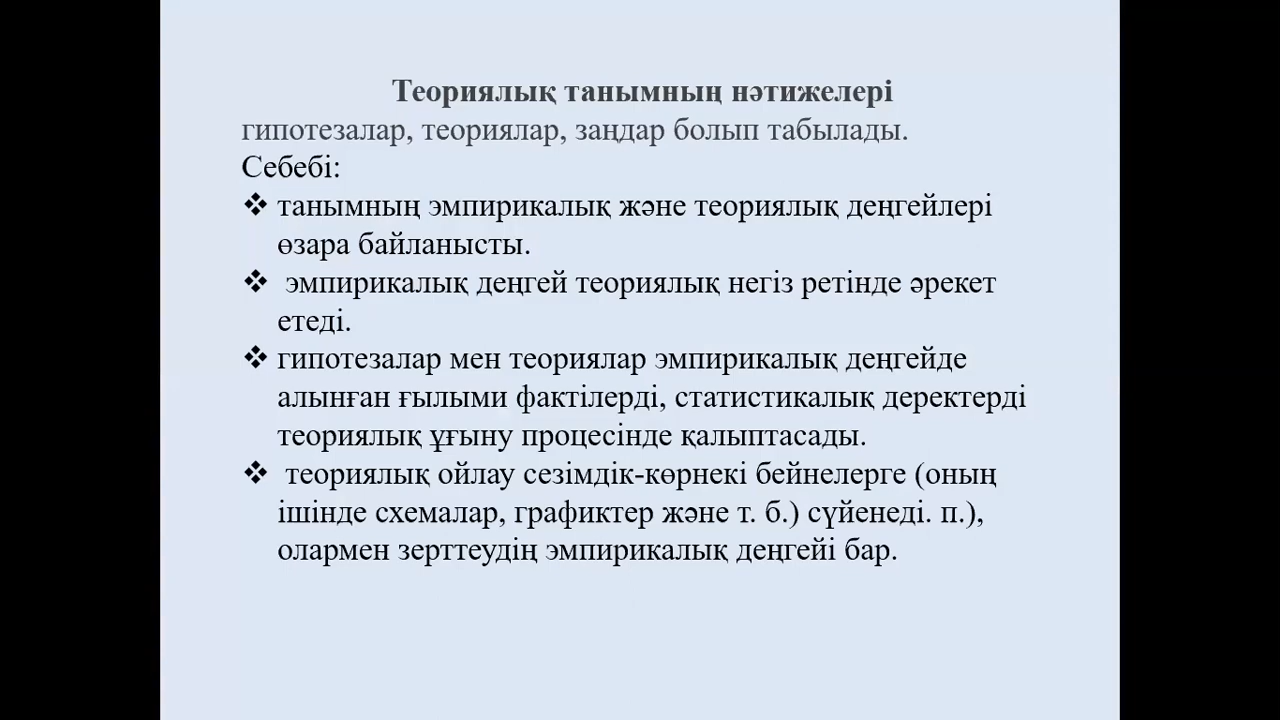 Теориялық танымның нәтижелері
гипотезалар, теориялар, заңдар болып табылады.
Себебі:
❖ танымның эмпирикалық және теориялық деңгейлері
өзара байланысты.
❖ эмпирикалық деңгей теориялық негіз ретінде әрекет
етеді.
❖ гипотезалар мен теориялар эмпирикалық деңгейде
алынған ғылыми фактілерді, статистикалық деректерді
теориялық ұғыну процесінде қалыптасады.
❖ теориялық ойлау сезімдік-көрнекі бейнелерге (оның
ішінде схемалар, графиктер және т. б.) сүйенеді. п.),
олармен зерттеудің эмпирикалық деңгейі бар.